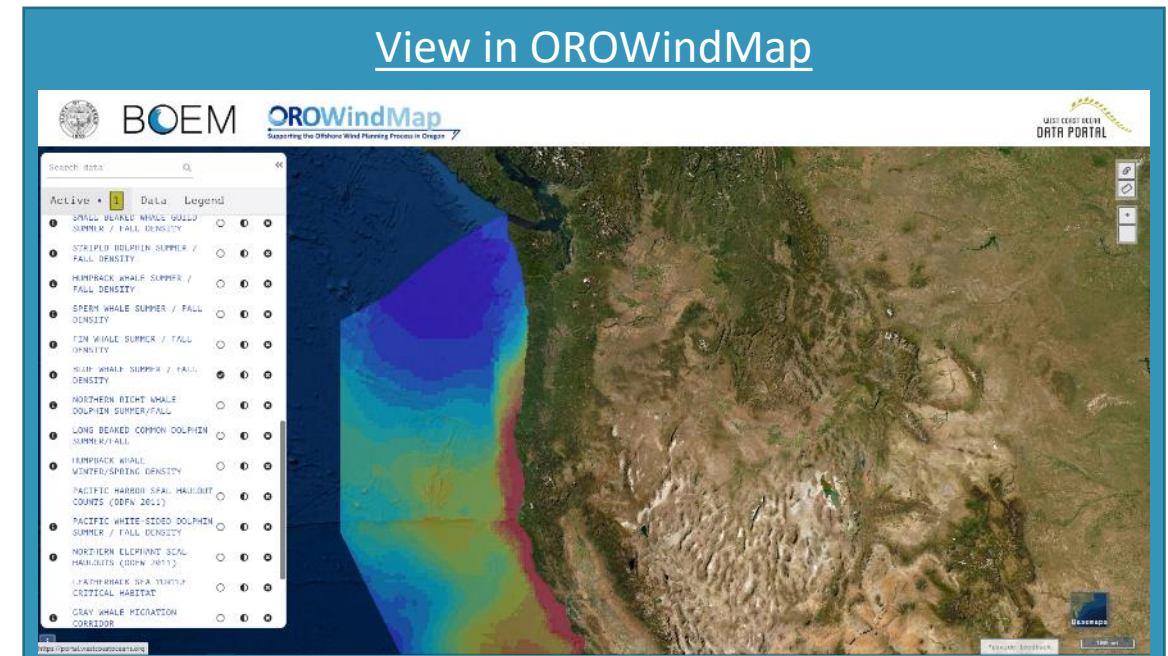 View in OROWindMap
BOEM
OROWindMap
Supporting the Offshore Wind Planning Process in Oregon
WEST COAST OCEAN
DATA PORTAL
Search data
Active • 1 Data Legend
SMALL BEAKED WHALE GUILD
SUMMER / FALL DENSITY
STRIPED DOLPHIN SUMMER /
FALL DENSITY
HUMPBACK WHALE SUMMER /
FALL DENSITY
SPERM WHALE SUMMER / FALL
DENSITY
FIN WHALE SUMMER / FALL
DENSITY
BLUE WHALE SUMMER / FALL
DENSITY
NORTHERN RIGHT WHALE
DOLPHIN SUMMER/FALL
LONG BEAKED COMMON DOLPHIN
SUMMER/FALL
HUMPBACK WHALE
WINTER/SPRING DENSITY
PACIFIC HARBOR SEAL HAULOUT
COUNTS (ODFW 2011)
PACIFIC WHITE-SIDED DOLPHIN
SUMMER / FALL DENSITY
NORTHERN ELEPHANT SEAL
HAULOUTS (ODFW 2011)
LEATHERBACK SEA TURTLE
CRITICAL HABITAT
GRAY WHALE MIGRATION
CORRIDOR
https://portal.westcoastoceans.org
Basemaps
Provide feedback